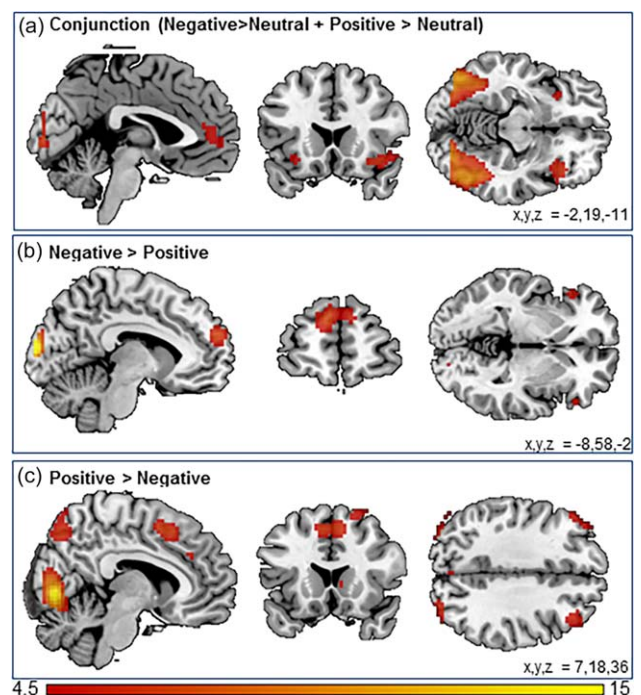 (a) Conjunction (Negative>Neutral + Positive > Neutral)
x,y,z = -2,19,-11
(b) Negative > Positive
x,y,z = -8,58,-2
(c) Positive > Negative
x,y,z = 7,18,36
4.5 15